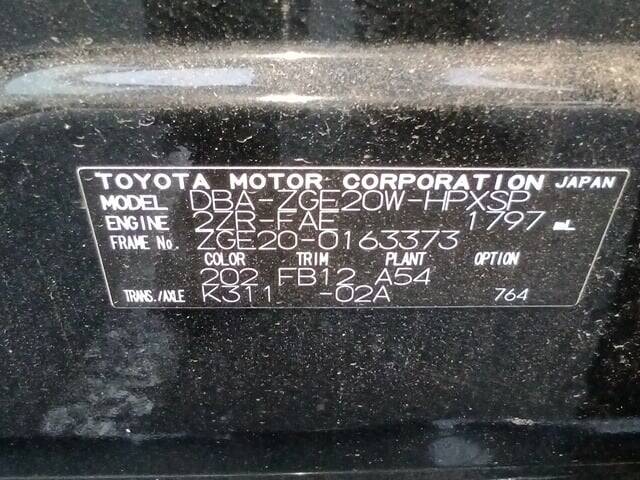 TOYOTA MOTOR CORPORATION JAPAN
MODEL DBA-ZGE20W-HPXSP
ENGINE 2ZR-FAE 1797 mL
FRAME No. ZGE20-0163373
COLOR TRIM PLANT OPTION
202 FB12 A54
TRANS./AXLE K311 -02A 764